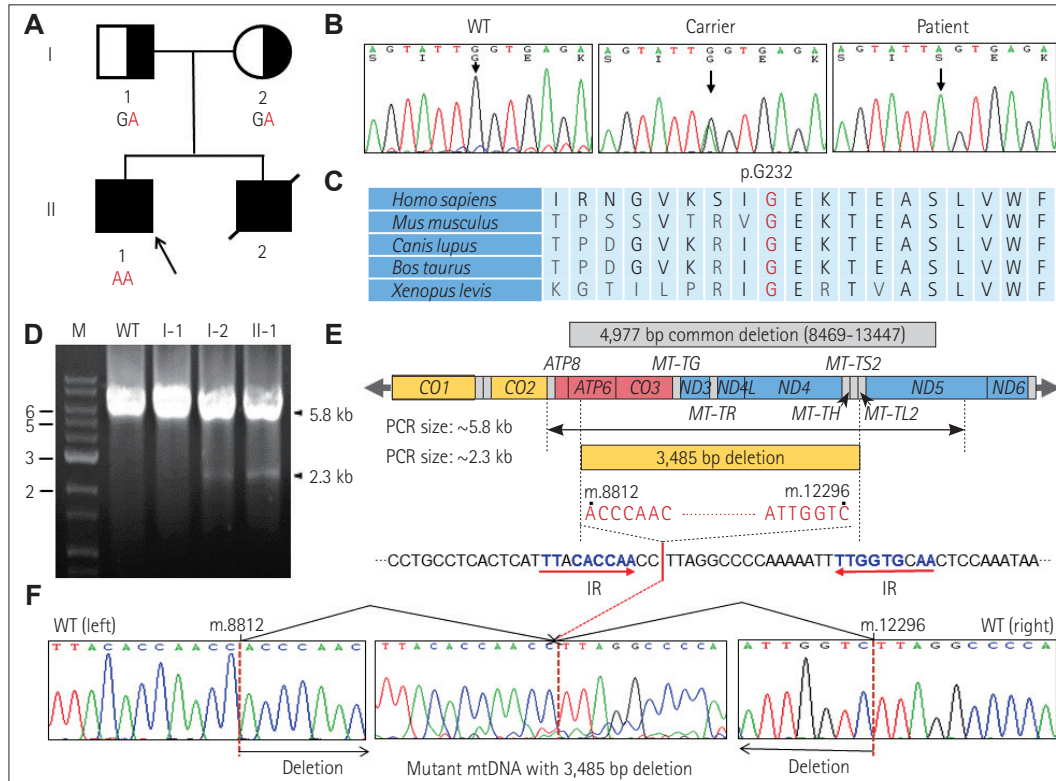 A
I
1
GA
2
GA
II
1
AA
2
B
WT
Carrier
Patient
A G T A T T G G T G A G A
S I G E K
A G T A T T G G T G A G A
S I G E K
A G T A T T A G T G A G A
S I S E K
C
p.G232
Homo sapiens I R N G V K S I G E K T E A S L V W F
Mus musculus T P S S V T R V G E K T E A S L V W F
Canis lupus T P D G V K R I G E K T E A S L V W F
Bos taurus T P D G V K R I G E K T E A S L V W F
Xenopus levis K G T I L P R I G E R T V A S L V W F
D
M WT I-1 I-2 II-1
6
5
3
2
5.8 kb
2.3 kb
E
4,977 bp common deletion (8469-13447)
ATP8 MT-TG MT-TS2
CO1 CO2 ATP6 CO3 ND3 ND4L ND4 ND5 ND6
MT-TR MT-TH MT-TL2
PCR size: ~5.8 kb
PCR size: ~2.3 kb
3,485 bp deletion
m.8812 m.12296
ACCCAAC ATTGGTC
CCTGCCTCACTCATTTACACCAACC TTAGGCCCCAAAAATTTTGGTGCAACTCCAAATAA
IR IR
F
WT (left) m.8812
T T A C A C C A A C C A C C C A A C
Deletion
T T A C A C C A A C C T T A G G C C C C A
Mutant mtDNA with 3,485 bp deletion
m.12296 WT (right)
A T T G G T C T T A G G C C C C A
Deletion